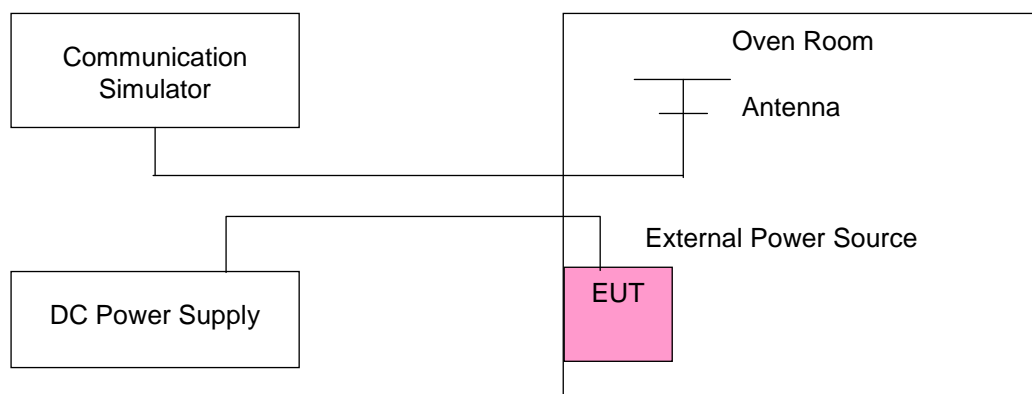 Communication
Simulator
Oven Room
Antenna
External Power Source
EUT
DC Power Supply